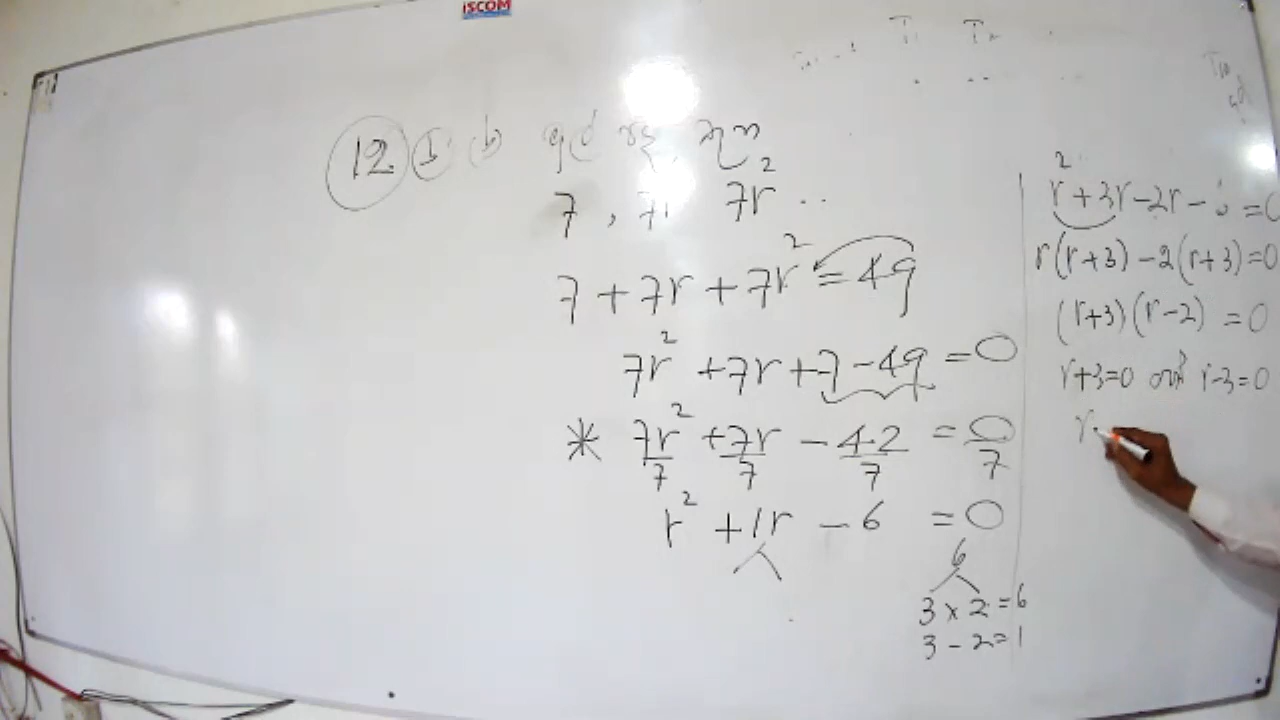 ISCOM
12
7 , 7r 7r² ..
7 + 7r + 7r² = 49
7r² + 7r + 7 - 49 = 0
* 7r²/7 + 7r/7 - 42/7 = 0/7
r² + 1r - 6 = 0
6
3 x 2 = 6
3 - 2 = 1
r² + 3r - 2r - 6 = 0
r(r+3) - 2(r+3) = 0
(r+3)(r-2) = 0
r+3=0 r-3=0
r